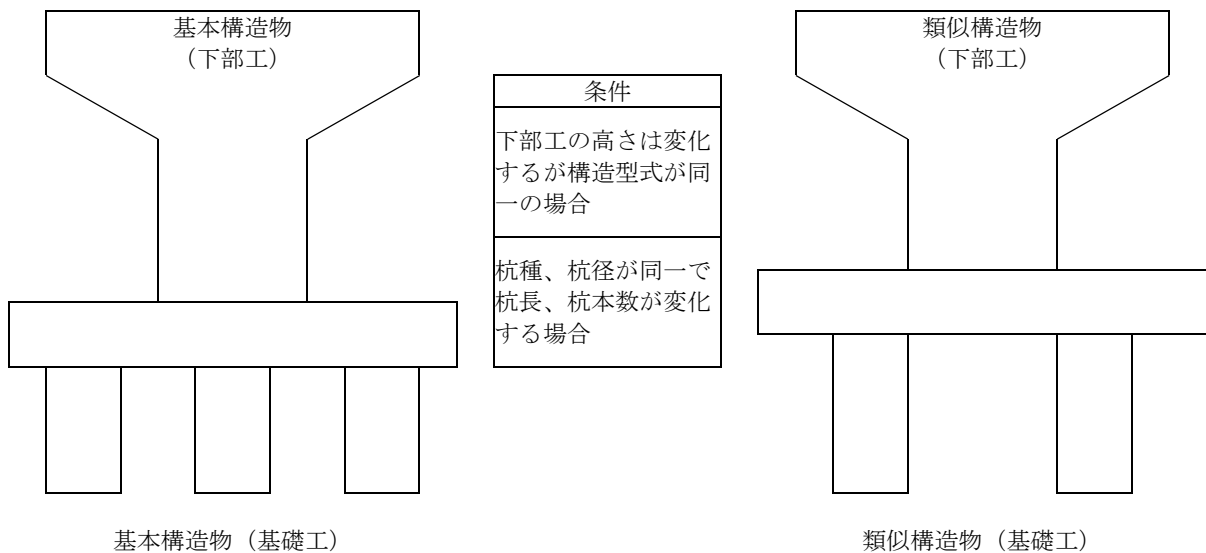 基本構造物
（下部工）
条件
下部工の高さは変化
するが構造型式が同
一の場合
杭種、杭径が同一で
杭長、杭本数が変化
する場合
類似構造物
（下部工）
基本構造物（基礎工）
類似構造物（基礎工）